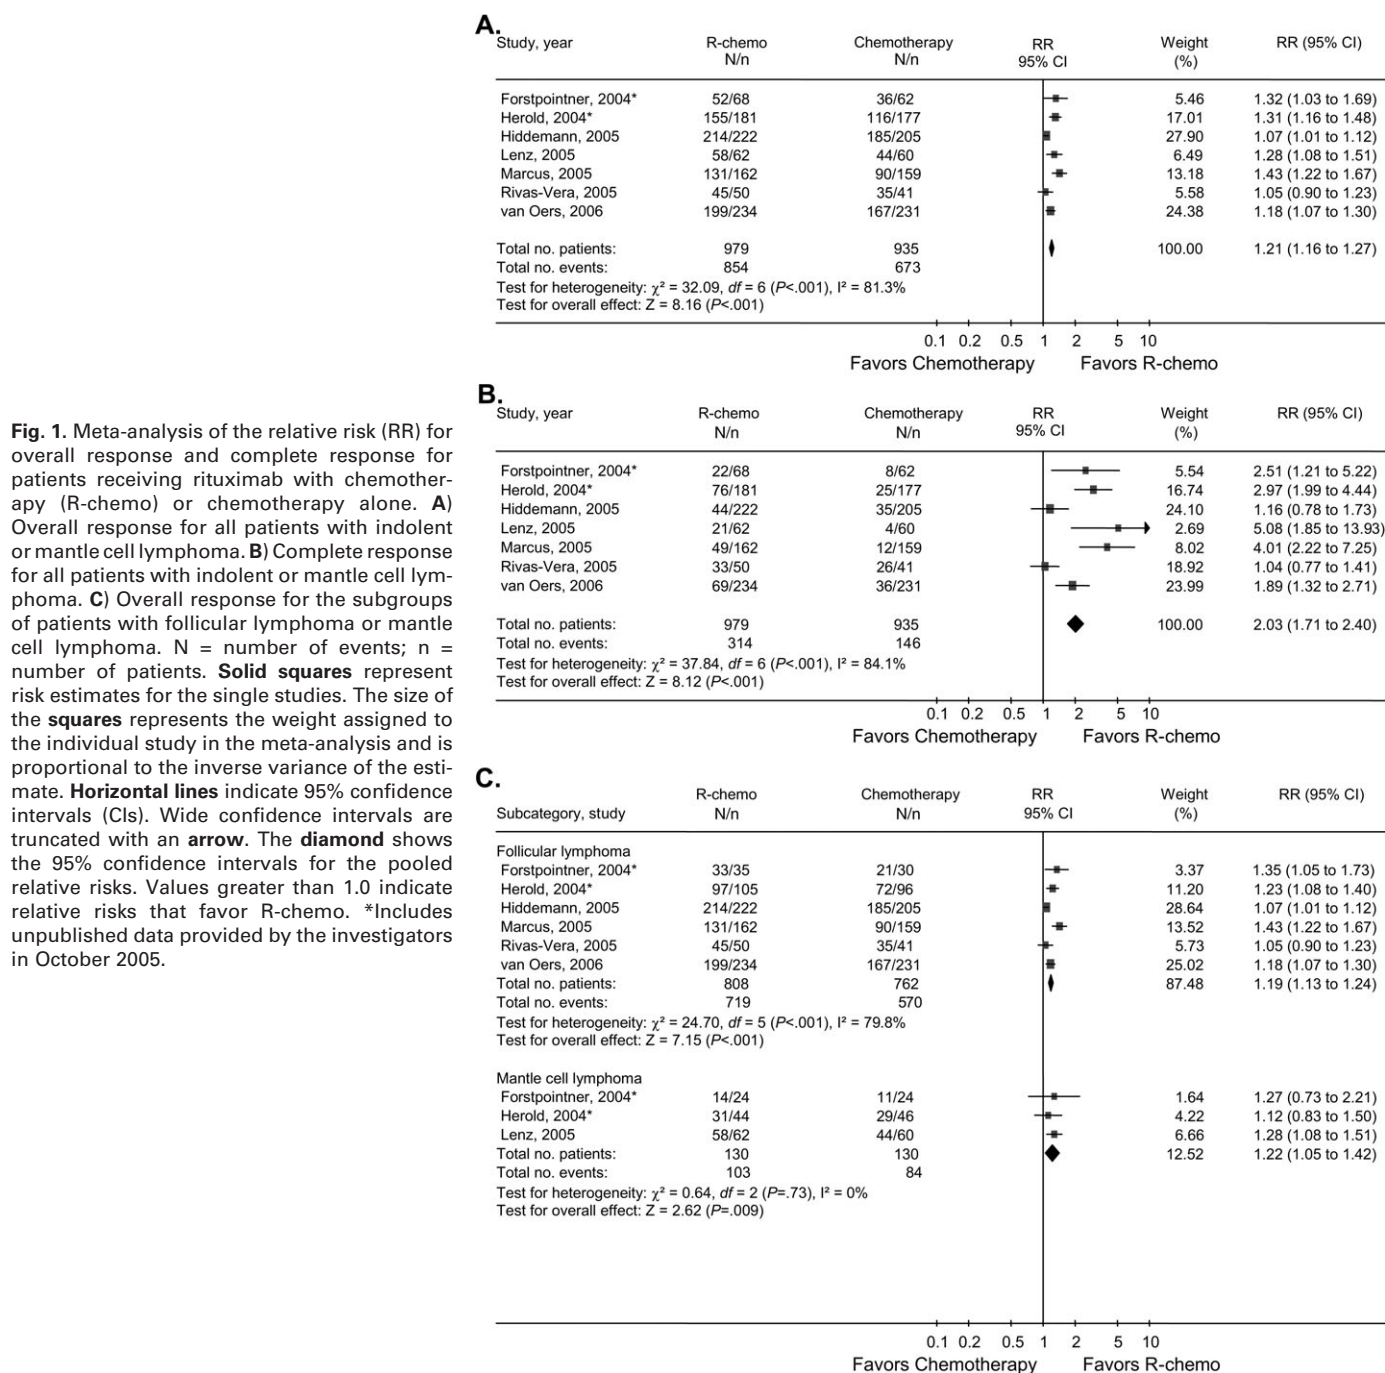 Fig. 1. Meta-analysis of the relative risk (RR) for
overall response and complete response for
patients receiving rituximab with chemother-
apy (R-chemo) or chemotherapy alone. A)
Overall response for all patients with indolent
or mantle cell lymphoma. B) Complete response
for all patients with indolent or mantle cell lym-
phoma. C) Overall response for the subgroups
of patients with follicular lymphoma or mantle
cell lymphoma. N = number of events; n =
number of patients. Solid squares represent
risk estimates for the single studies. The size of
the squares represents the weight assigned to
the individual study in the meta-analysis and is
proportional to the inverse variance of the esti-
mate. Horizontal lines indicate 95% confidence
intervals (CIs). Wide confidence intervals are
truncated with an arrow. The diamond shows
the 95% confidence intervals for the pooled
relative risks. Values greater than 1.0 indicate
relative risks that favor R-chemo. *Includes
unpublished data provided by the investigators
in October 2005.
A.
Study, year R-chemo Chemotherapy RR Weight RR (95% CI)
N/n N/n 95% CI (%)
Forstpointner, 2004* 52/68 36/62 5.46 1.32 (1.03 to 1.69)
Herold, 2004* 155/181 116/177 17.01 1.31 (1.16 to 1.48)
Hiddemann, 2005 214/222 185/205 27.90 1.07 (1.01 to 1.12)
Lenz, 2005 58/62 44/60 6.49 1.28 (1.08 to 1.51)
Marcus, 2005 131/162 90/159 13.18 1.43 (1.22 to 1.67)
Rivas-Vera, 2005 45/50 35/41 5.58 1.05 (0.90 to 1.23)
van Oers, 2006 199/234 167/231 24.38 1.18 (1.07 to 1.30)
Total no. patients: 979 935 100.00 1.21 (1.16 to 1.27)
Total no. events: 854 673
Test for heterogeneity: χ² = 32.09, df = 6 (P<.001), I² = 81.3%
Test for overall effect: Z = 8.16 (P<.001)
0.1 0.2 0.5 1 2 5 10
Favors Chemotherapy Favors R-chemo
B.
Study, year R-chemo Chemotherapy RR Weight RR (95% CI)
N/n N/n 95% CI (%)
Forstpointner, 2004* 22/68 8/62 5.54 2.51 (1.21 to 5.22)
Herold, 2004* 76/181 25/177 16.74 2.97 (1.99 to 4.44)
Hiddemann, 2005 44/222 35/205 24.10 1.16 (0.78 to 1.73)
Lenz, 2005 21/62 4/60 2.69 5.08 (1.85 to 13.93)
Marcus, 2005 49/162 12/159 8.02 4.01 (2.22 to 7.25)
Rivas-Vera, 2005 33/50 26/41 18.92 1.04 (0.77 to 1.41)
van Oers, 2006 69/234 36/231 23.99 1.89 (1.32 to 2.71)
Total no. patients: 979 935 100.00 2.03 (1.71 to 2.40)
Total no. events: 314 146
Test for heterogeneity: χ² = 37.84, df = 6 (P<.001), I² = 84.1%
Test for overall effect: Z = 8.12 (P<.001)
0.1 0.2 0.5 1 2 5 10
Favors Chemotherapy Favors R-chemo
C.
Subcategory, study R-chemo Chemotherapy RR Weight RR (95% CI)
N/n N/n 95% CI (%)
Follicular lymphoma
Forstpointner, 2004* 33/35 21/30 3.37 1.35 (1.05 to 1.73)
Herold, 2004* 97/105 72/96 11.20 1.23 (1.08 to 1.40)
Hiddemann, 2005 214/222 185/205 28.64 1.07 (1.01 to 1.12)
Marcus, 2005 131/162 90/159 13.52 1.43 (1.22 to 1.67)
Rivas-Vera, 2005 45/50 35/41 5.73 1.05 (0.90 to 1.23)
van Oers, 2006 199/234 167/231 25.02 1.18 (1.07 to 1.30)
Total no. patients: 808 762 87.48 1.19 (1.13 to 1.24)
Total no. events: 719 570
Test for heterogeneity: χ² = 24.70, df = 5 (P<.001), I² = 79.8%
Test for overall effect: Z = 7.15 (P<.001)
Mantle cell lymphoma
Forstpointner, 2004* 14/24 11/24 1.64 1.27 (0.73 to 2.21)
Herold, 2004* 31/44 29/46 4.22 1.12 (0.83 to 1.50)
Lenz, 2005 58/62 44/60 6.66 1.28 (1.08 to 1.51)
Total no. patients: 130 130 12.52 1.22 (1.05 to 1.42)
Total no. events: 103 84
Test for heterogeneity: χ² = 0.64, df = 2 (P=.73), I² = 0%
Test for overall effect: Z = 2.62 (P=.009)
0.1 0.2 0.5 1 2 5 10
Favors Chemotherapy Favors R-chemo